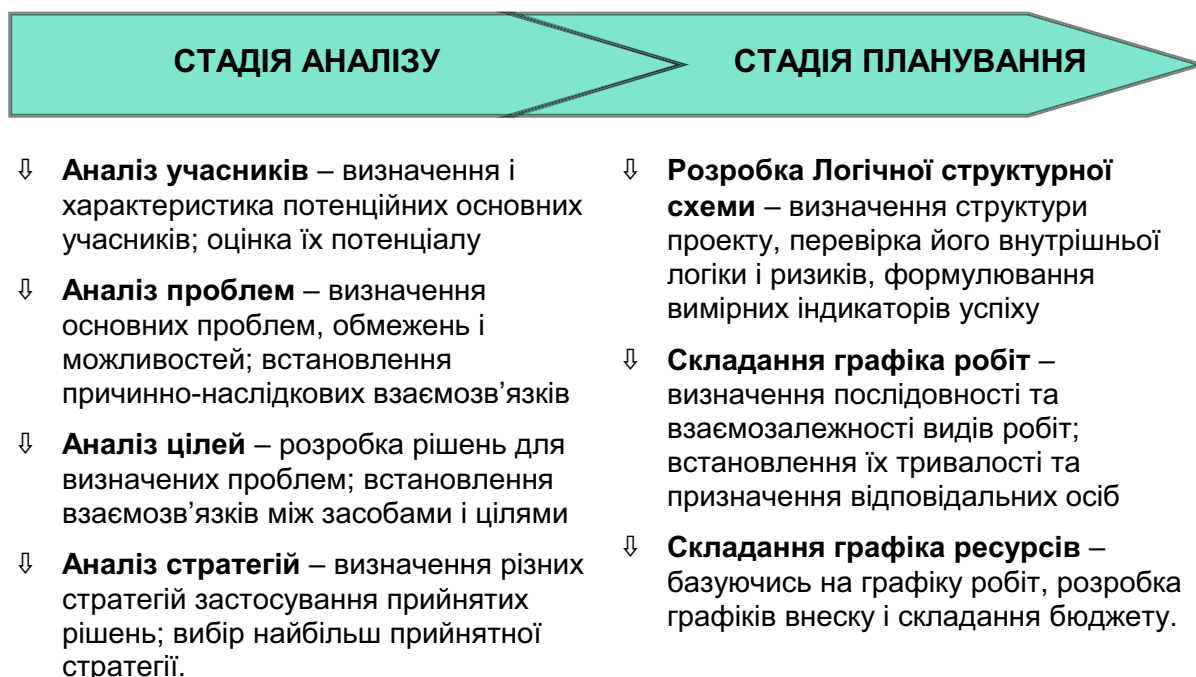 СТАДІЯ АНАЛІЗУ
СТАДІЯ ПЛАНУВАННЯ
⇩ Аналіз учасників – визначення і
характеристика потенційних основних
учасників; оцінка їх потенціалу
⇩ Аналіз проблем – визначення
основних проблем, обмежень і
можливостей; встановлення
причинно-наслідкових взаємозв’язків
⇩ Аналіз цілей – розробка рішень для
визначених проблем; встановлення
взаємозв’язків між засобами і цілями
⇩ Аналіз стратегій – визначення різних
стратегій застосування прийнятих
рішень; вибір найбільш прийнятної
стратегії.
⇩ Розробка Логічної структурної
схеми – визначення структури
проекту, перевірка його внутрішньої
логіки і ризиків, формулювання
вимірних індикаторів успіху
⇩ Складання графіка робіт –
визначення послідовності та
взаємозалежності видів робіт;
встановлення їх тривалості та
призначення відповідальних осіб
⇩ Складання графіка ресурсів –
базуючись на графіку робіт, розробка
графіків внеску і складання бюджету.